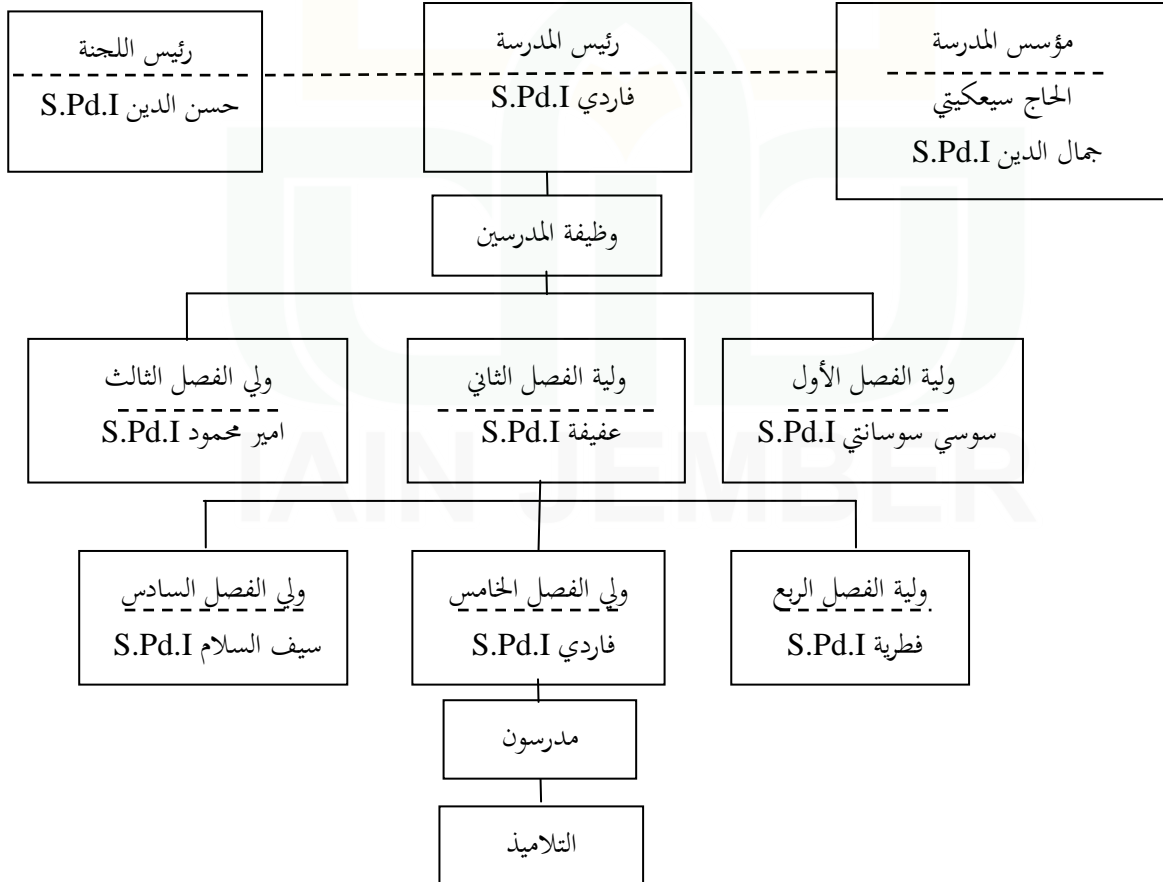 مؤسس المدرسة
الحاج سيعكيتي
جمال الدين S.Pd.I
رئيس المدرسة
فاردي S.Pd.I
رئيس اللجنة
حسن الدين S.Pd.I
وظيفة المدرسين
ولية الفصل الأول
سوسي سوسانتي S.Pd.I
ولية الفصل الثاني
عفيفة S.Pd.I
ولي الفصل الثالث
امير محمود S.Pd.I
ولية الفصل الربع
فطرية S.Pd.I
ولي الفصل الخامس
فاردي S.Pd.I
ولي الفصل السادس
سيف السلام S.Pd.I
مدرسون
التلاميذ
IAIN JEMBER